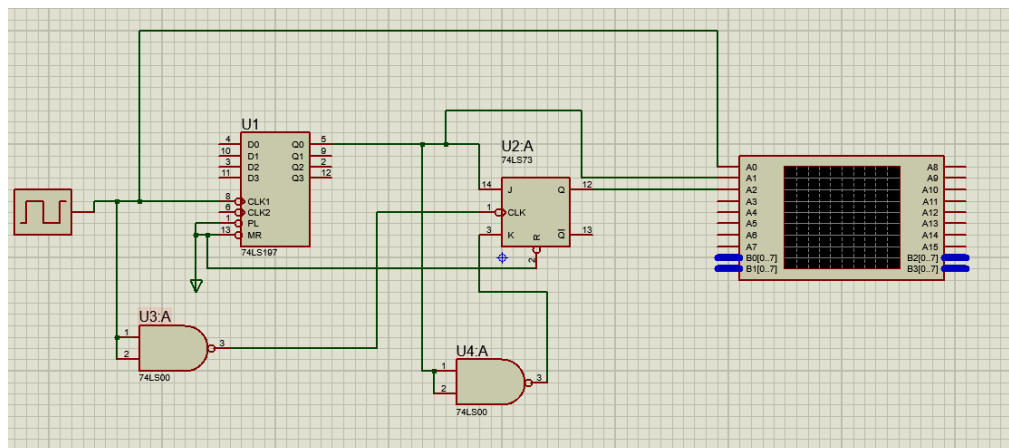 U1
4 D0 Q0 5
10 D1 Q1 9
3 D2 Q2 2
11 D3 Q3 12
8 CLK1
6 CLK2
1 PL
13 MR
74LS197
U2:A
74LS73
14 J Q 12
1 CLK
3 K Q 13
R
2
A0 A8
A1 A9
A2 A10
A3 A11
A4 A12
A5 A13
A6 A14
A7 A15
B0[0..7] B2[0..7]
B1[0..7] B3[0..7]
U3:A
1
2
3
74LS00
U4:A
1
2
3
74LS00